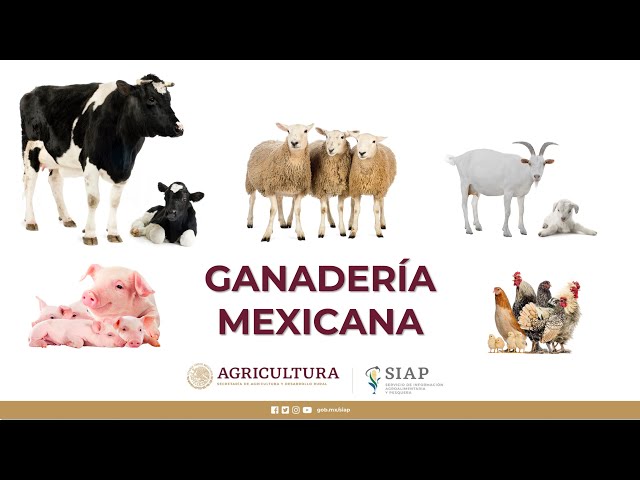 GANADERÍA
MEXICANA
AGRICULTURA
SECRETARÍA DE AGRICULTURA Y DESARROLLO RURAL
SIAP
SERVICIO DE INFORMACIÓN
AGROALIMENTARIA
Y PESQUERA
gob.mx/siap